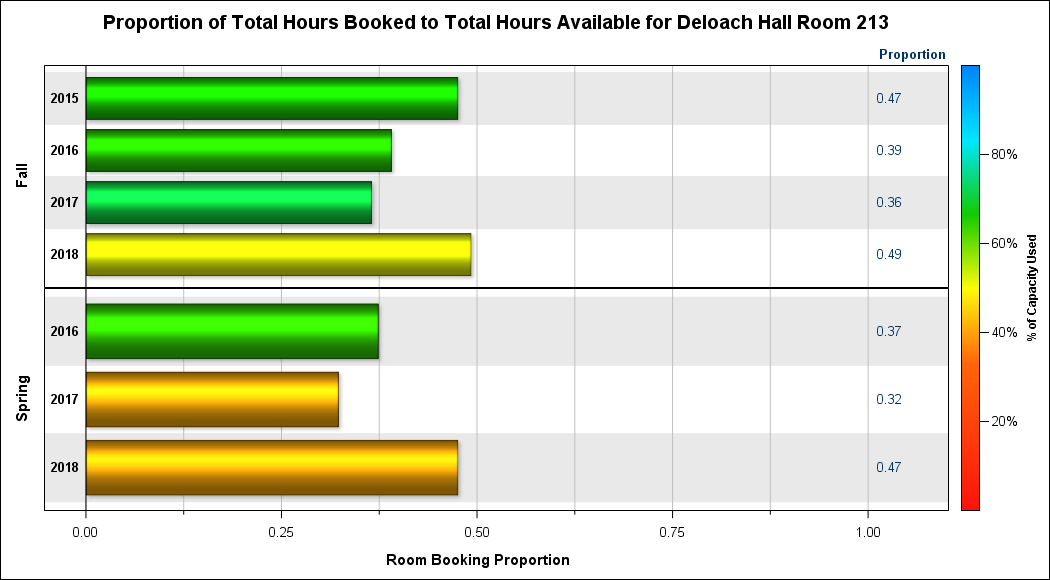 Proportion of Total Hours Booked to Total Hours Available for Deloach Hall Room 213
Proportion
Fall
2015 0.47
2016 0.39
2017 0.36
2018 0.49
Spring
2016 0.37
2017 0.32
2018 0.47
0.00 0.25 0.50 0.75 1.00
Room Booking Proportion
80%
60%
40%
20%
% of Capacity Used